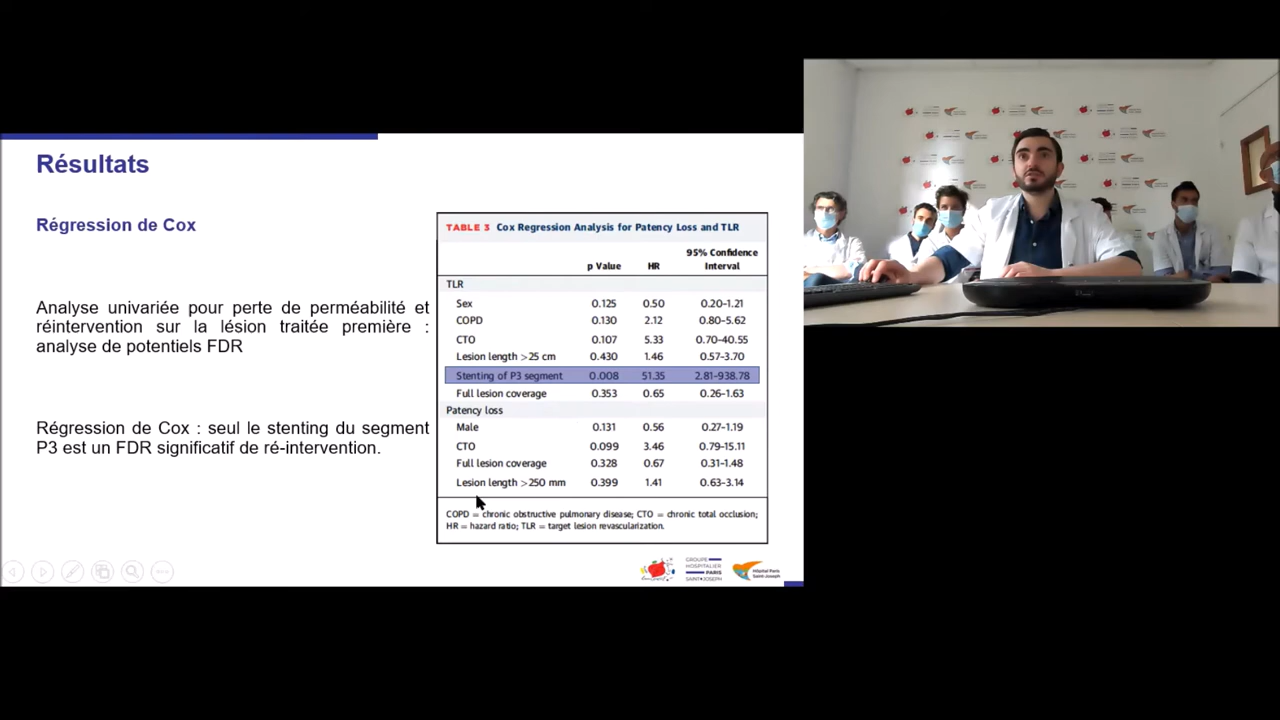 Résultats
Régression de Cox
Analyse univariée pour perte de perméabilité et
réintervention sur la lésion traitée première :
analyse de potentiels FDR
Régression de Cox : seul le stenting du segment
P3 est un FDR significatif de ré-intervention.
TABLE 3 Cox Regression Analysis for Patency Loss and TLR
p Value HR 95% Confidence Interval
TLR
Sex 0.125 0.50 0.20–1.21
COPD 0.130 2.12 0.80–5.62
CTO 0.107 5.33 0.70–40.55
Lesion length >25 cm 0.430 1.46 0.57–3.70
Stenting of P3 segment 0.008 51.35 2.81–938.78
Full lesion coverage 0.353 0.65 0.26–1.63
Patency loss
Male 0.131 0.56 0.27–1.19
CTO 0.099 3.46 0.79–15.11
Full lesion coverage 0.328 0.67 0.31–1.48
Lesion length >250 mm 0.399 1.41 0.63–3.14
COPD = chronic obstructive pulmonary disease; CTO = chronic total occlusion;
HR = hazard ratio; TLR = target lesion revascularization.
GROUPE
HOSPITALIER
PARIS
SAINT-JOSEPH
Hôpital Paris
Saint-Joseph